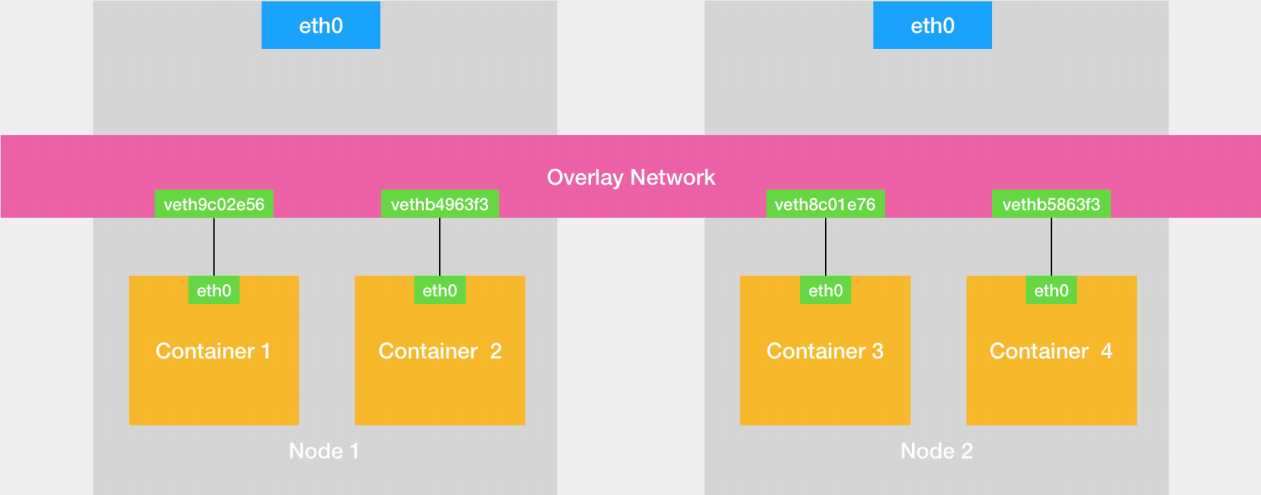 eth0
eth0
Overlay Network
veth9c02e56
vethb4963f3
veth8c01e76
vethb5863f3
eth0
eth0
eth0
eth0
Container 1
Container 2
Container 3
Container 4
Node 1
Node 2